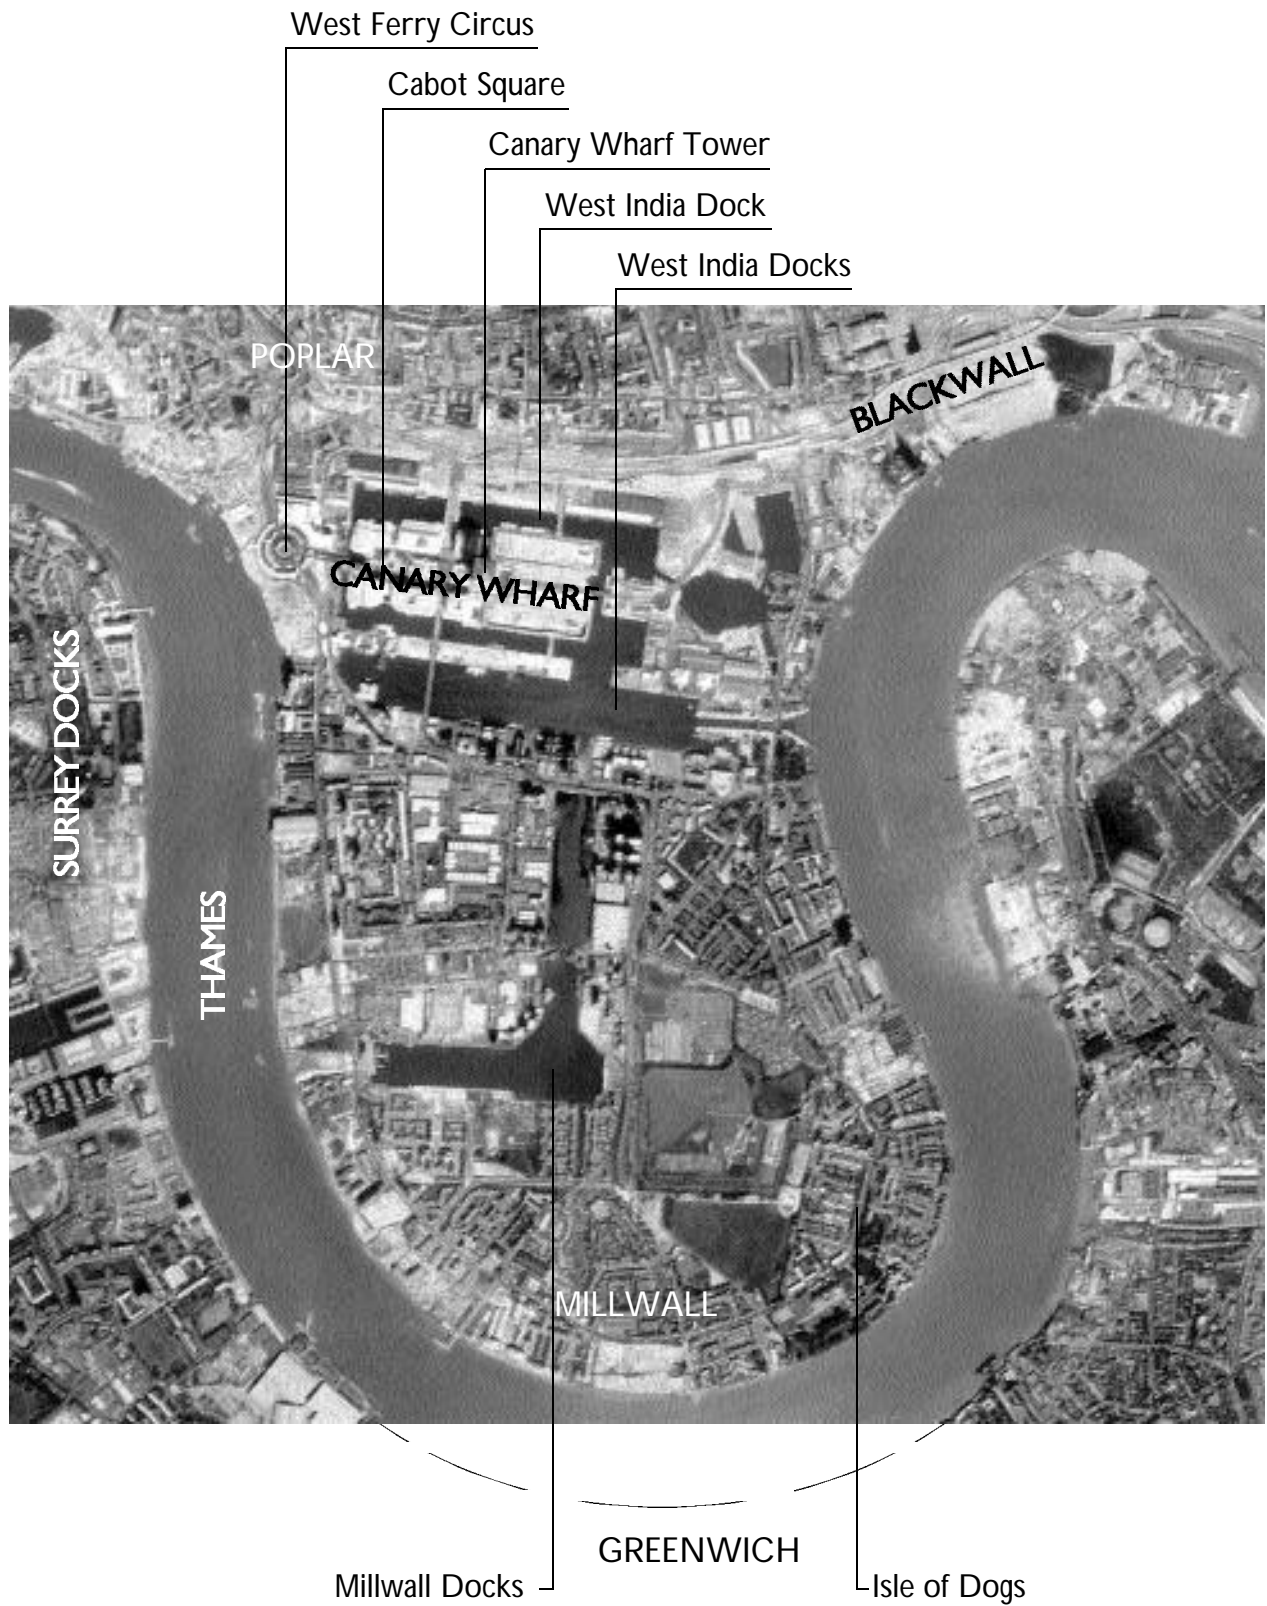 West Ferry Circus
Cabot Square
Canary Wharf Tower
West India Dock
West India Docks
POPLAR
BLACKWALL
CANARY WHARF
SURREY DOCKS
THAMES
MILLWALL
GREENWICH
Millwall Docks
Isle of Dogs